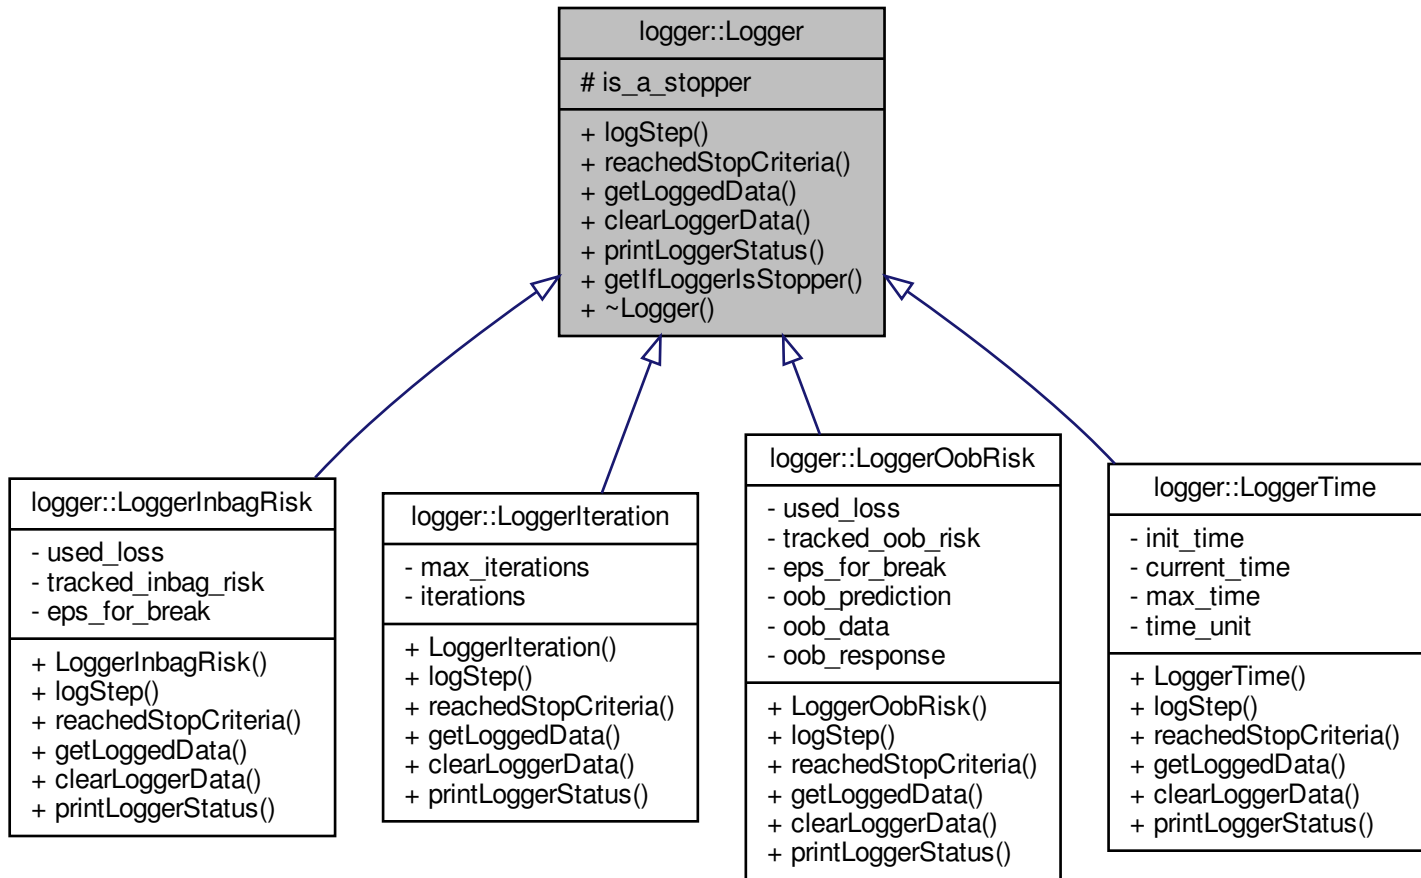 logger::Logger
# is_a_stopper
+ logStep()
+ reachedStopCriteria()
+ getLoggedData()
+ clearLoggerData()
+ printLoggerStatus()
+ getIfLoggerIsStopper()
+ ~Logger()
logger::LoggerInbagRisk
- used_loss
- tracked_inbag_risk
- eps_for_break
+ LoggerInbagRisk()
+ logStep()
+ reachedStopCriteria()
+ getLoggedData()
+ clearLoggerData()
+ printLoggerStatus()
logger::LoggerIteration
- max_iterations
- iterations
+ LoggerIteration()
+ logStep()
+ reachedStopCriteria()
+ getLoggedData()
+ clearLoggerData()
+ printLoggerStatus()
logger::LoggerOobRisk
- used_loss
- tracked_oob_risk
- eps_for_break
- oob_prediction
- oob_data
- oob_response
+ LoggerOobRisk()
+ logStep()
+ reachedStopCriteria()
+ getLoggedData()
+ clearLoggerData()
+ printLoggerStatus()
logger::LoggerTime
- init_time
- current_time
- max_time
- time_unit
+ LoggerTime()
+ logStep()
+ reachedStopCriteria()
+ getLoggedData()
+ clearLoggerData()
+ printLoggerStatus()